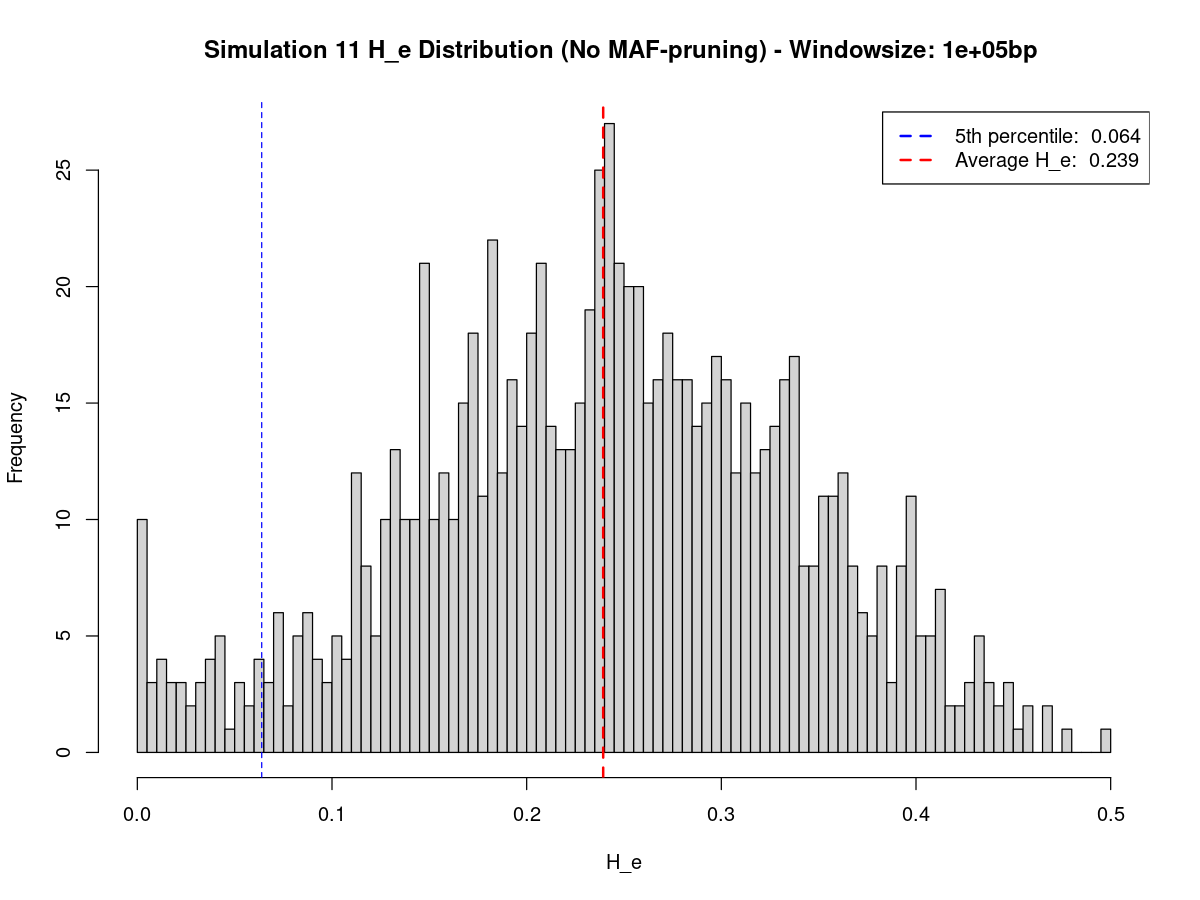 Simulation 11 H_e Distribution (No MAF-pruning) - Windowsize: 1e+05bp
5th percentile: 0.064
Average H_e: 0.239
Frequency
25
20
15
10
5
0
0.0 0.1 0.2 0.3 0.4 0.5
H_e